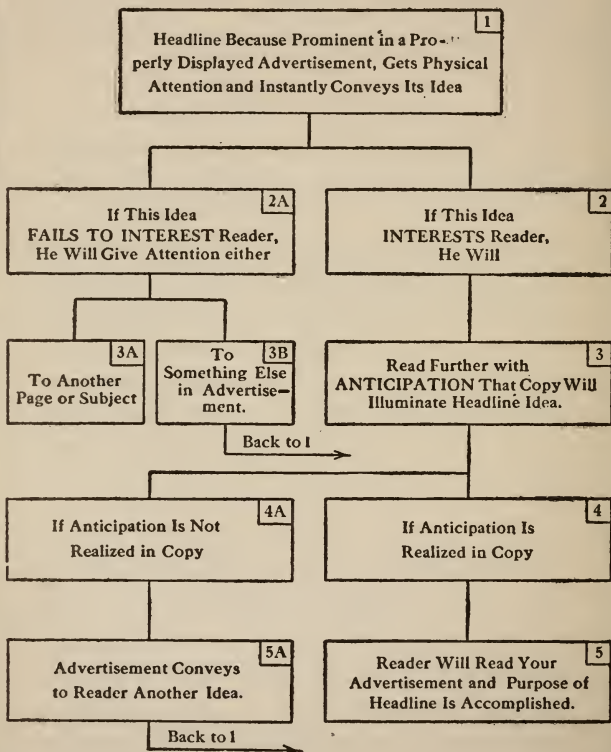 1
Headline Because Prominent in a Pro-
perly Displayed Advertisement, Gets Physical
Attention and Instantly Conveys Its Idea
2A
If This Idea
FAILS TO INTEREST Reader,
He Will Give Attention either
2
If This Idea
INTERESTS Reader,
He Will
3A
To Another
Page or Subject
3B
To
Something Else
in Advertise-
ment.
3
Read Further with
ANTICIPATION That Copy Will
Illuminate Headline Idea.
Back to 1
4A
If Anticipation Is Not
Realized in Copy
4
If Anticipation Is
Realized in Copy
5A
Advertisement Conveys
to Reader Another Idea.
5
Reader Will Read Your
Advertisement and Purpose of
Headline Is Accomplished.
Back to 1